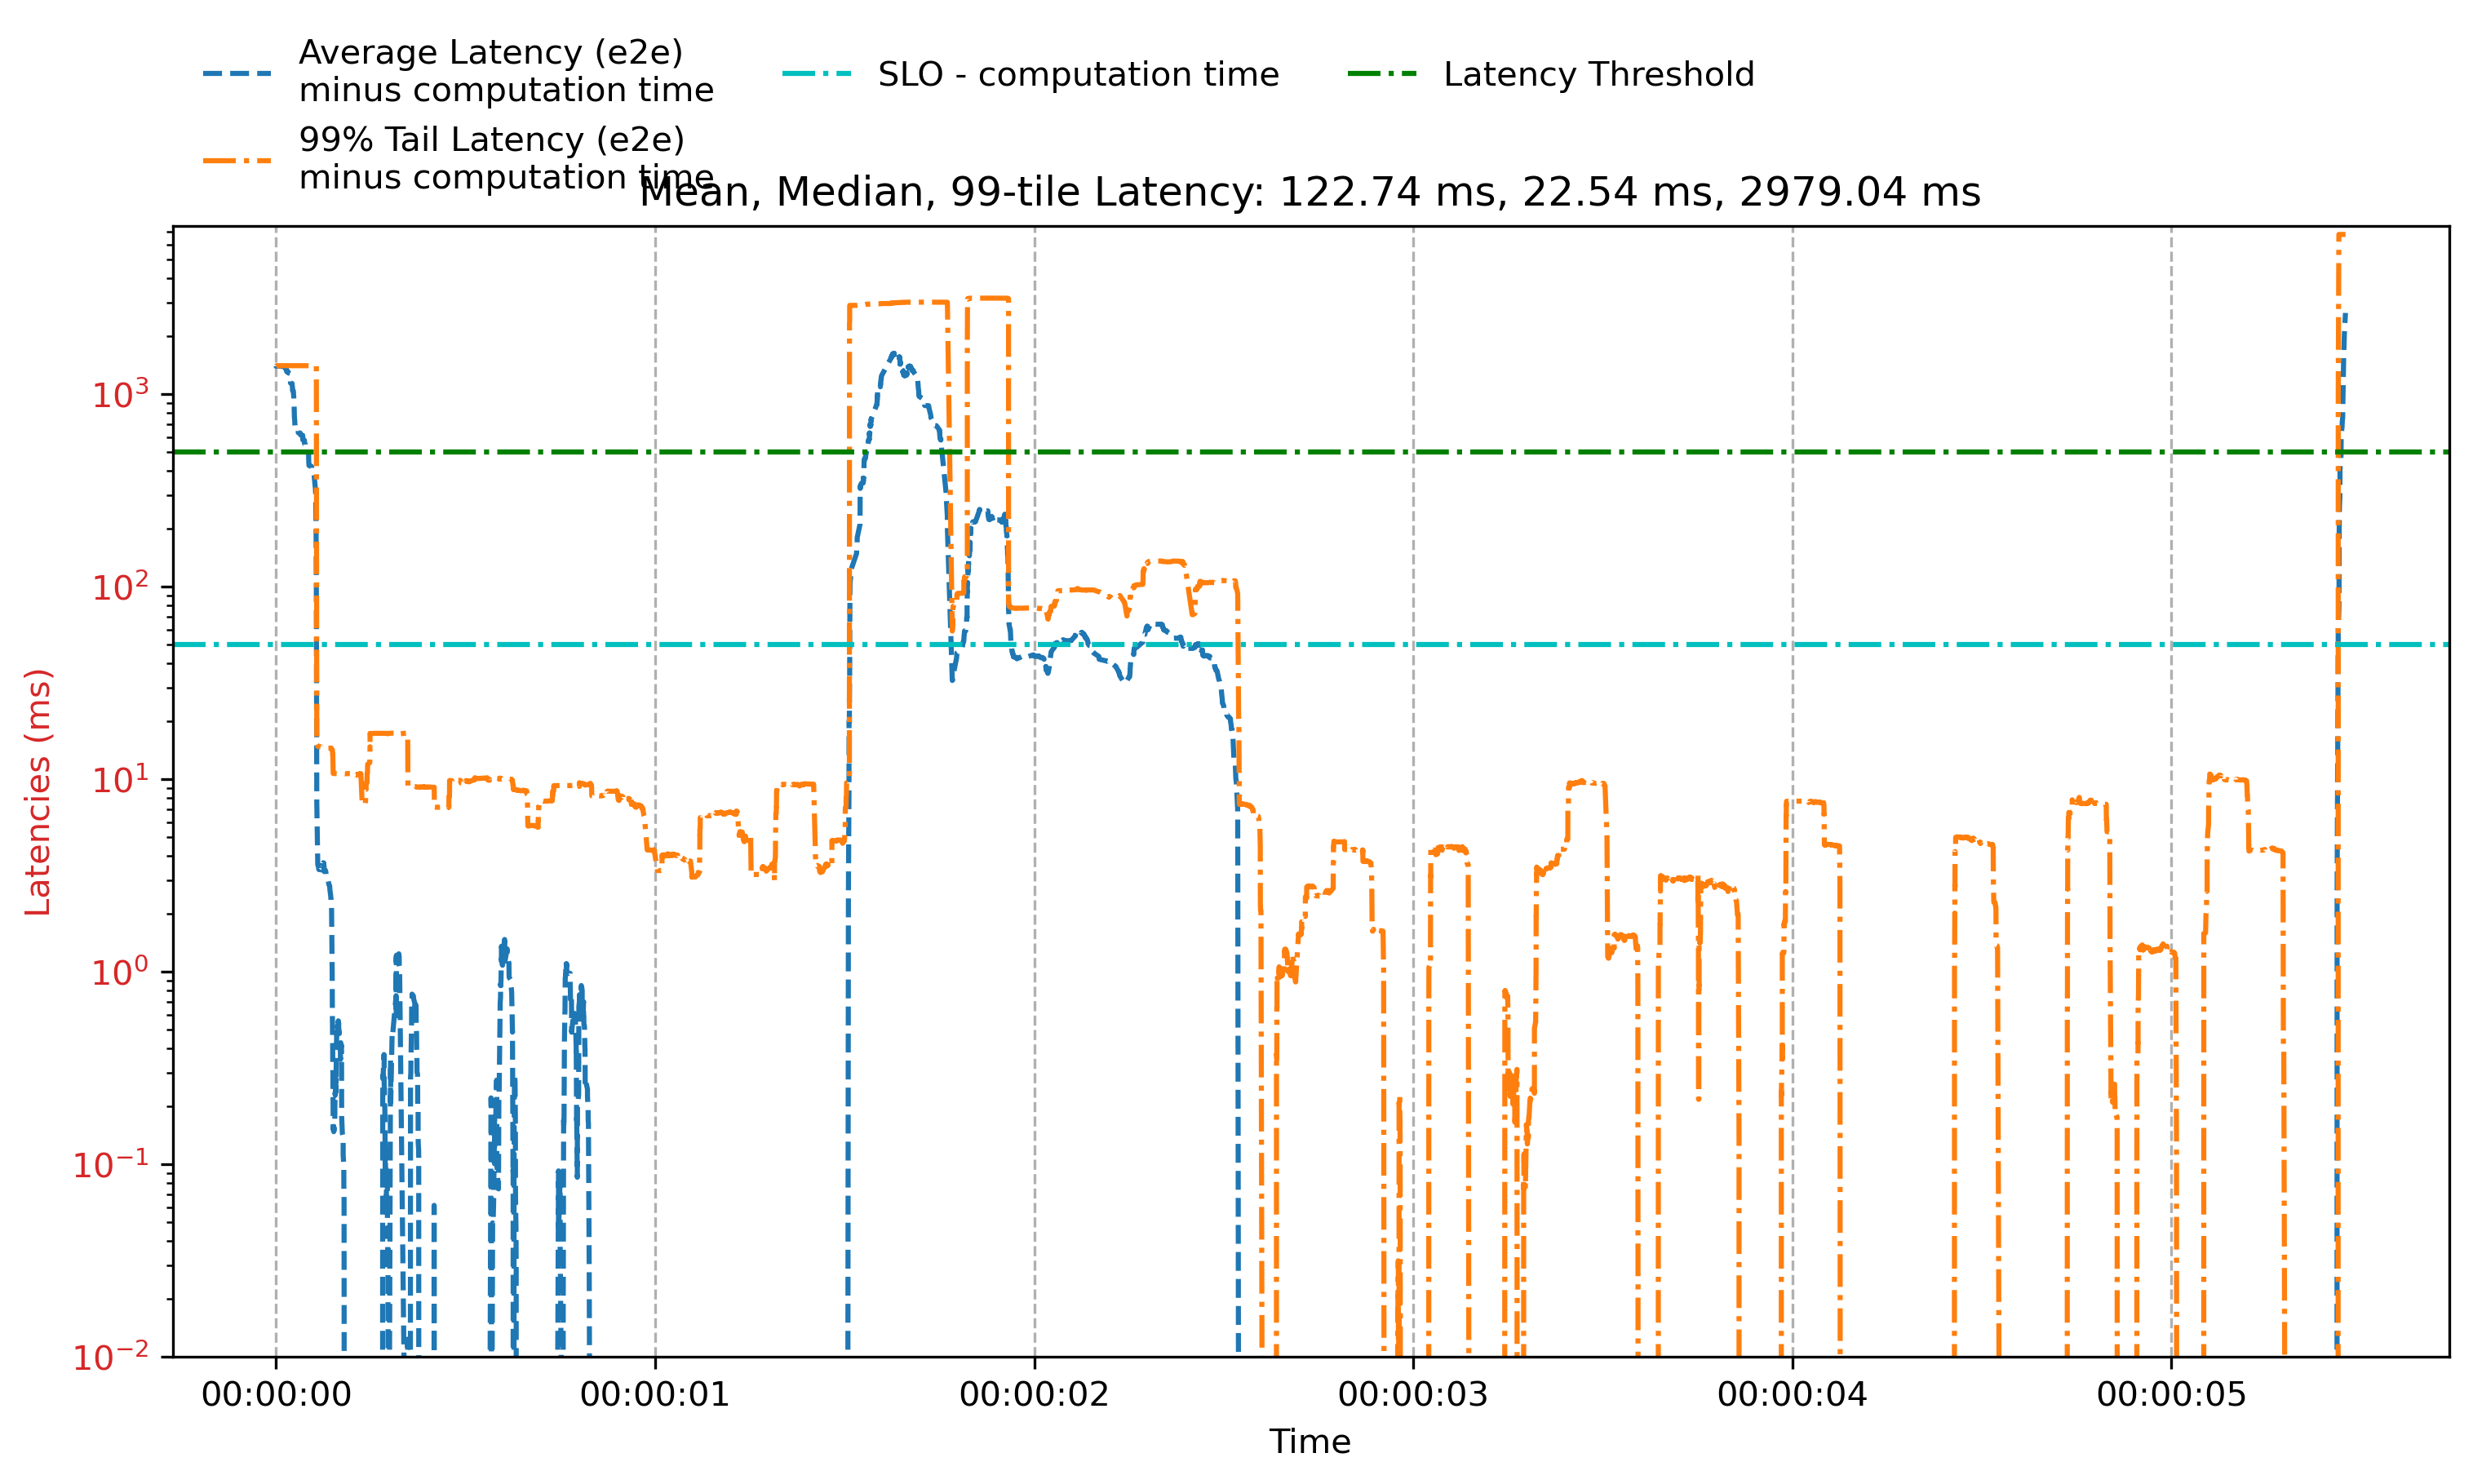 Average Latency (e2e)
minus computation time
99% Tail Latency (e2e)
minus computation time
SLO - computation time
Latency Threshold
Mean, Median, 99-tile Latency: 122.74 ms, 22.54 ms, 2979.04 ms
Latencies (ms)
10³
10²
10¹
10⁰
10⁻¹
10⁻²
00:00:00 00:00:01 00:00:02 00:00:03 00:00:04 00:00:05
Time